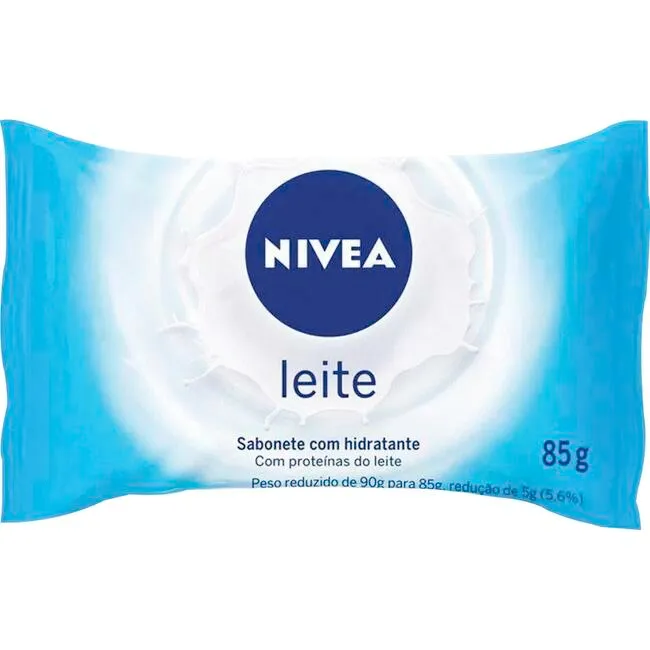 NIVEA
leite
Sabonete com hidratante
Com proteínas do leite
85g
Peso reduzido de 90g para 85g, redução de 5g (5,6%)